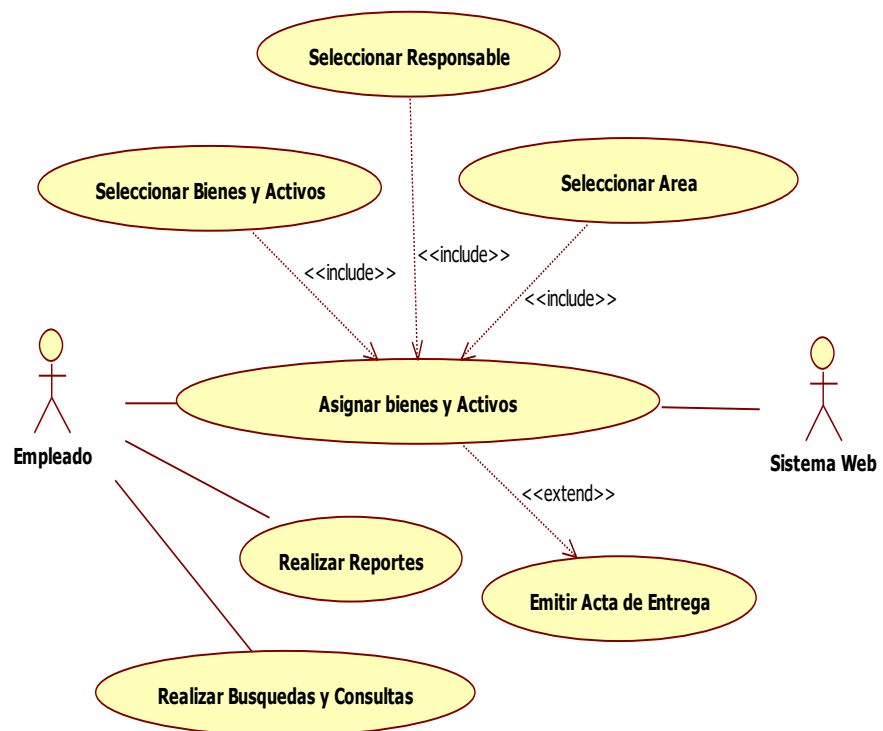 Seleccionar Responsable
Seleccionar Bienes y Activos
Seleccionar Area
<<include>>
<<include>>
<<include>>
Asignar bienes y Activos
Empleado
Sistema Web
<<extend>>
Realizar Reportes
Emitir Acta de Entrega
Realizar Busquedas y Consultas